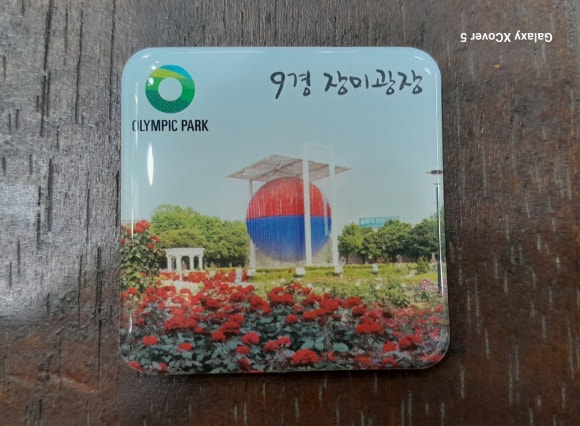 9경 장미광장
OLYMPIC PARK
Galaxy XCover 5